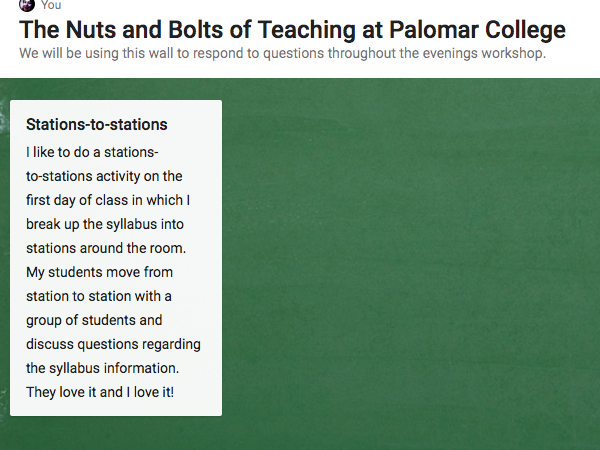 You
The Nuts and Bolts of Teaching at Palomar College
We will be using this wall to respond to questions throughout the evenings workshop.
Stations-to-stations
I like to do a stations-
to-stations activity on the
first day of class in which I
break up the syllabus into
stations around the room.
My students move from
station to station with a
group of students and
discuss questions regarding
the syllabus information.
They love it and I love it!